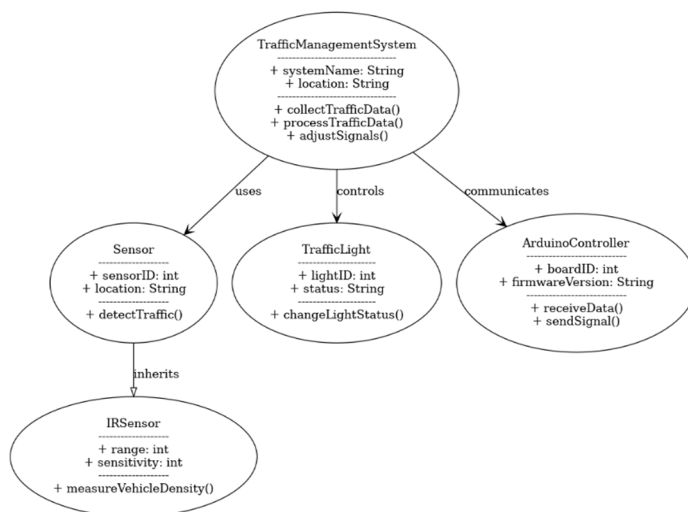 TrafficManagementSystem
--------------------------------
+ systemName: String
+ location: String
--------------------------------
+ collectTrafficData()
+ processTrafficData()
+ adjustSignals()
uses
controls
communicates
Sensor
-------------------
+ sensorID: int
+ location: String
-------------------
+ detectTraffic()
TrafficLight
---------------------
+ lightID: int
+ status: String
---------------------
+ changeLightStatus()
ArduinoController
---------------------------
+ boardID: int
+ firmwareVersion: String
---------------------------
+ receiveData()
+ sendSignal()
inherits
IRSensor
-------------------
+ range: int
+ sensitivity: int
-------------------
+ measureVehicleDensity()